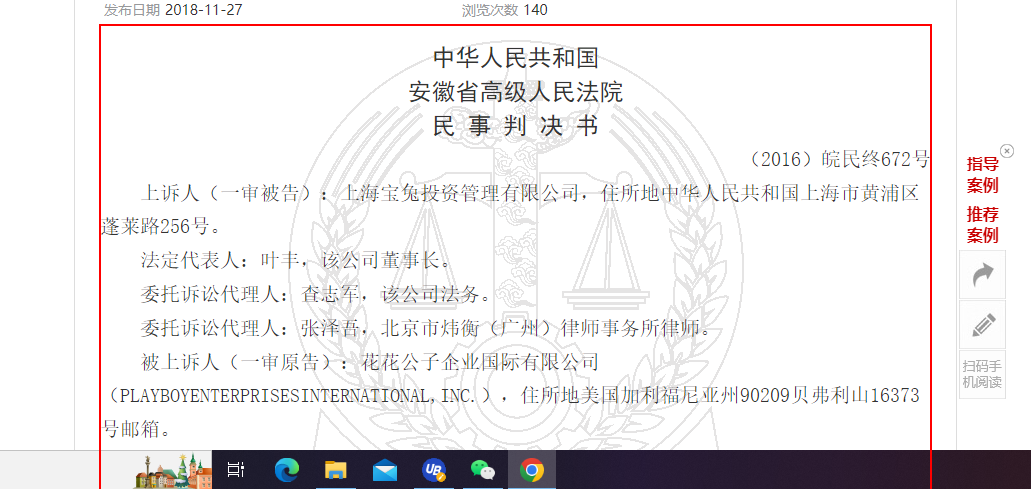 发布日期 2018-11-27 浏览次数 140
中华人民共和国
安徽省高级人民法院
民 事 判 决 书
（2016）皖民终672号
上诉人（一审被告）：上海宝兔投资管理有限公司，住所地中华人民共和国上海市黄浦区
蓬莱路256号。
法定代表人：叶丰，该公司董事长。
委托诉讼代理人：查志军，该公司法务。
委托诉讼代理人：张泽吾，北京市炜衡（广州）律师事务所律师。
被上诉人（一审原告）：花花公子企业国际有限公司
（PLAYBOYENTERPRISESINTERNATIONAL,INC.），住所地美国加利福尼亚州90209贝弗利山16373
号邮箱。
指导
案例
推荐
案例
扫码手
机阅读
UB